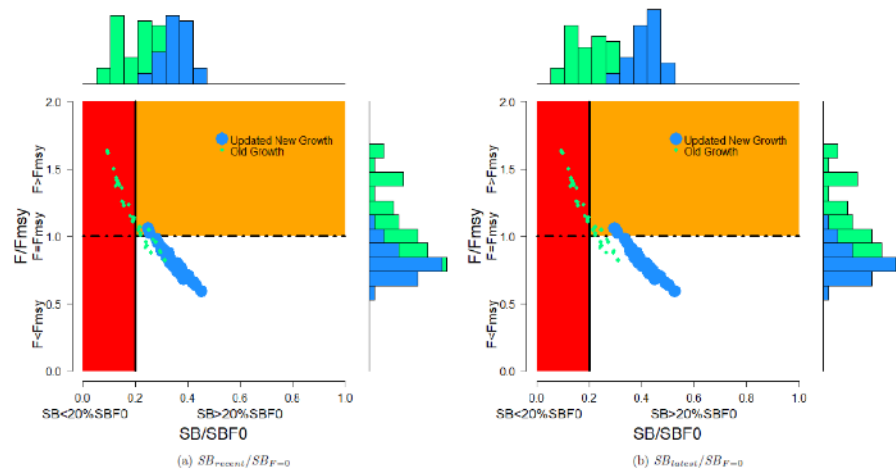 2.0
Updated New Growth
Old Growth
F>Fmsy
1.5
F/Fmsy
F=Fmsy
1.0
F<Fmsy
0.5
0.0
0.0 0.2 0.4 0.6 0.8 1.0
SB<20%SBF0 SB>20%SBF0
SB/SBF0
(a) SBrecent/SBF=0
2.0
Updated New Growth
Old Growth
F>Fmsy
1.5
F/Fmsy
F=Fmsy
1.0
F<Fmsy
0.5
0.0
0.0 0.2 0.4 0.6 0.8 1.0
SB<20%SBF0 SB>20%SBF0
SB/SBF0
(b) SBlatest/SBF=0